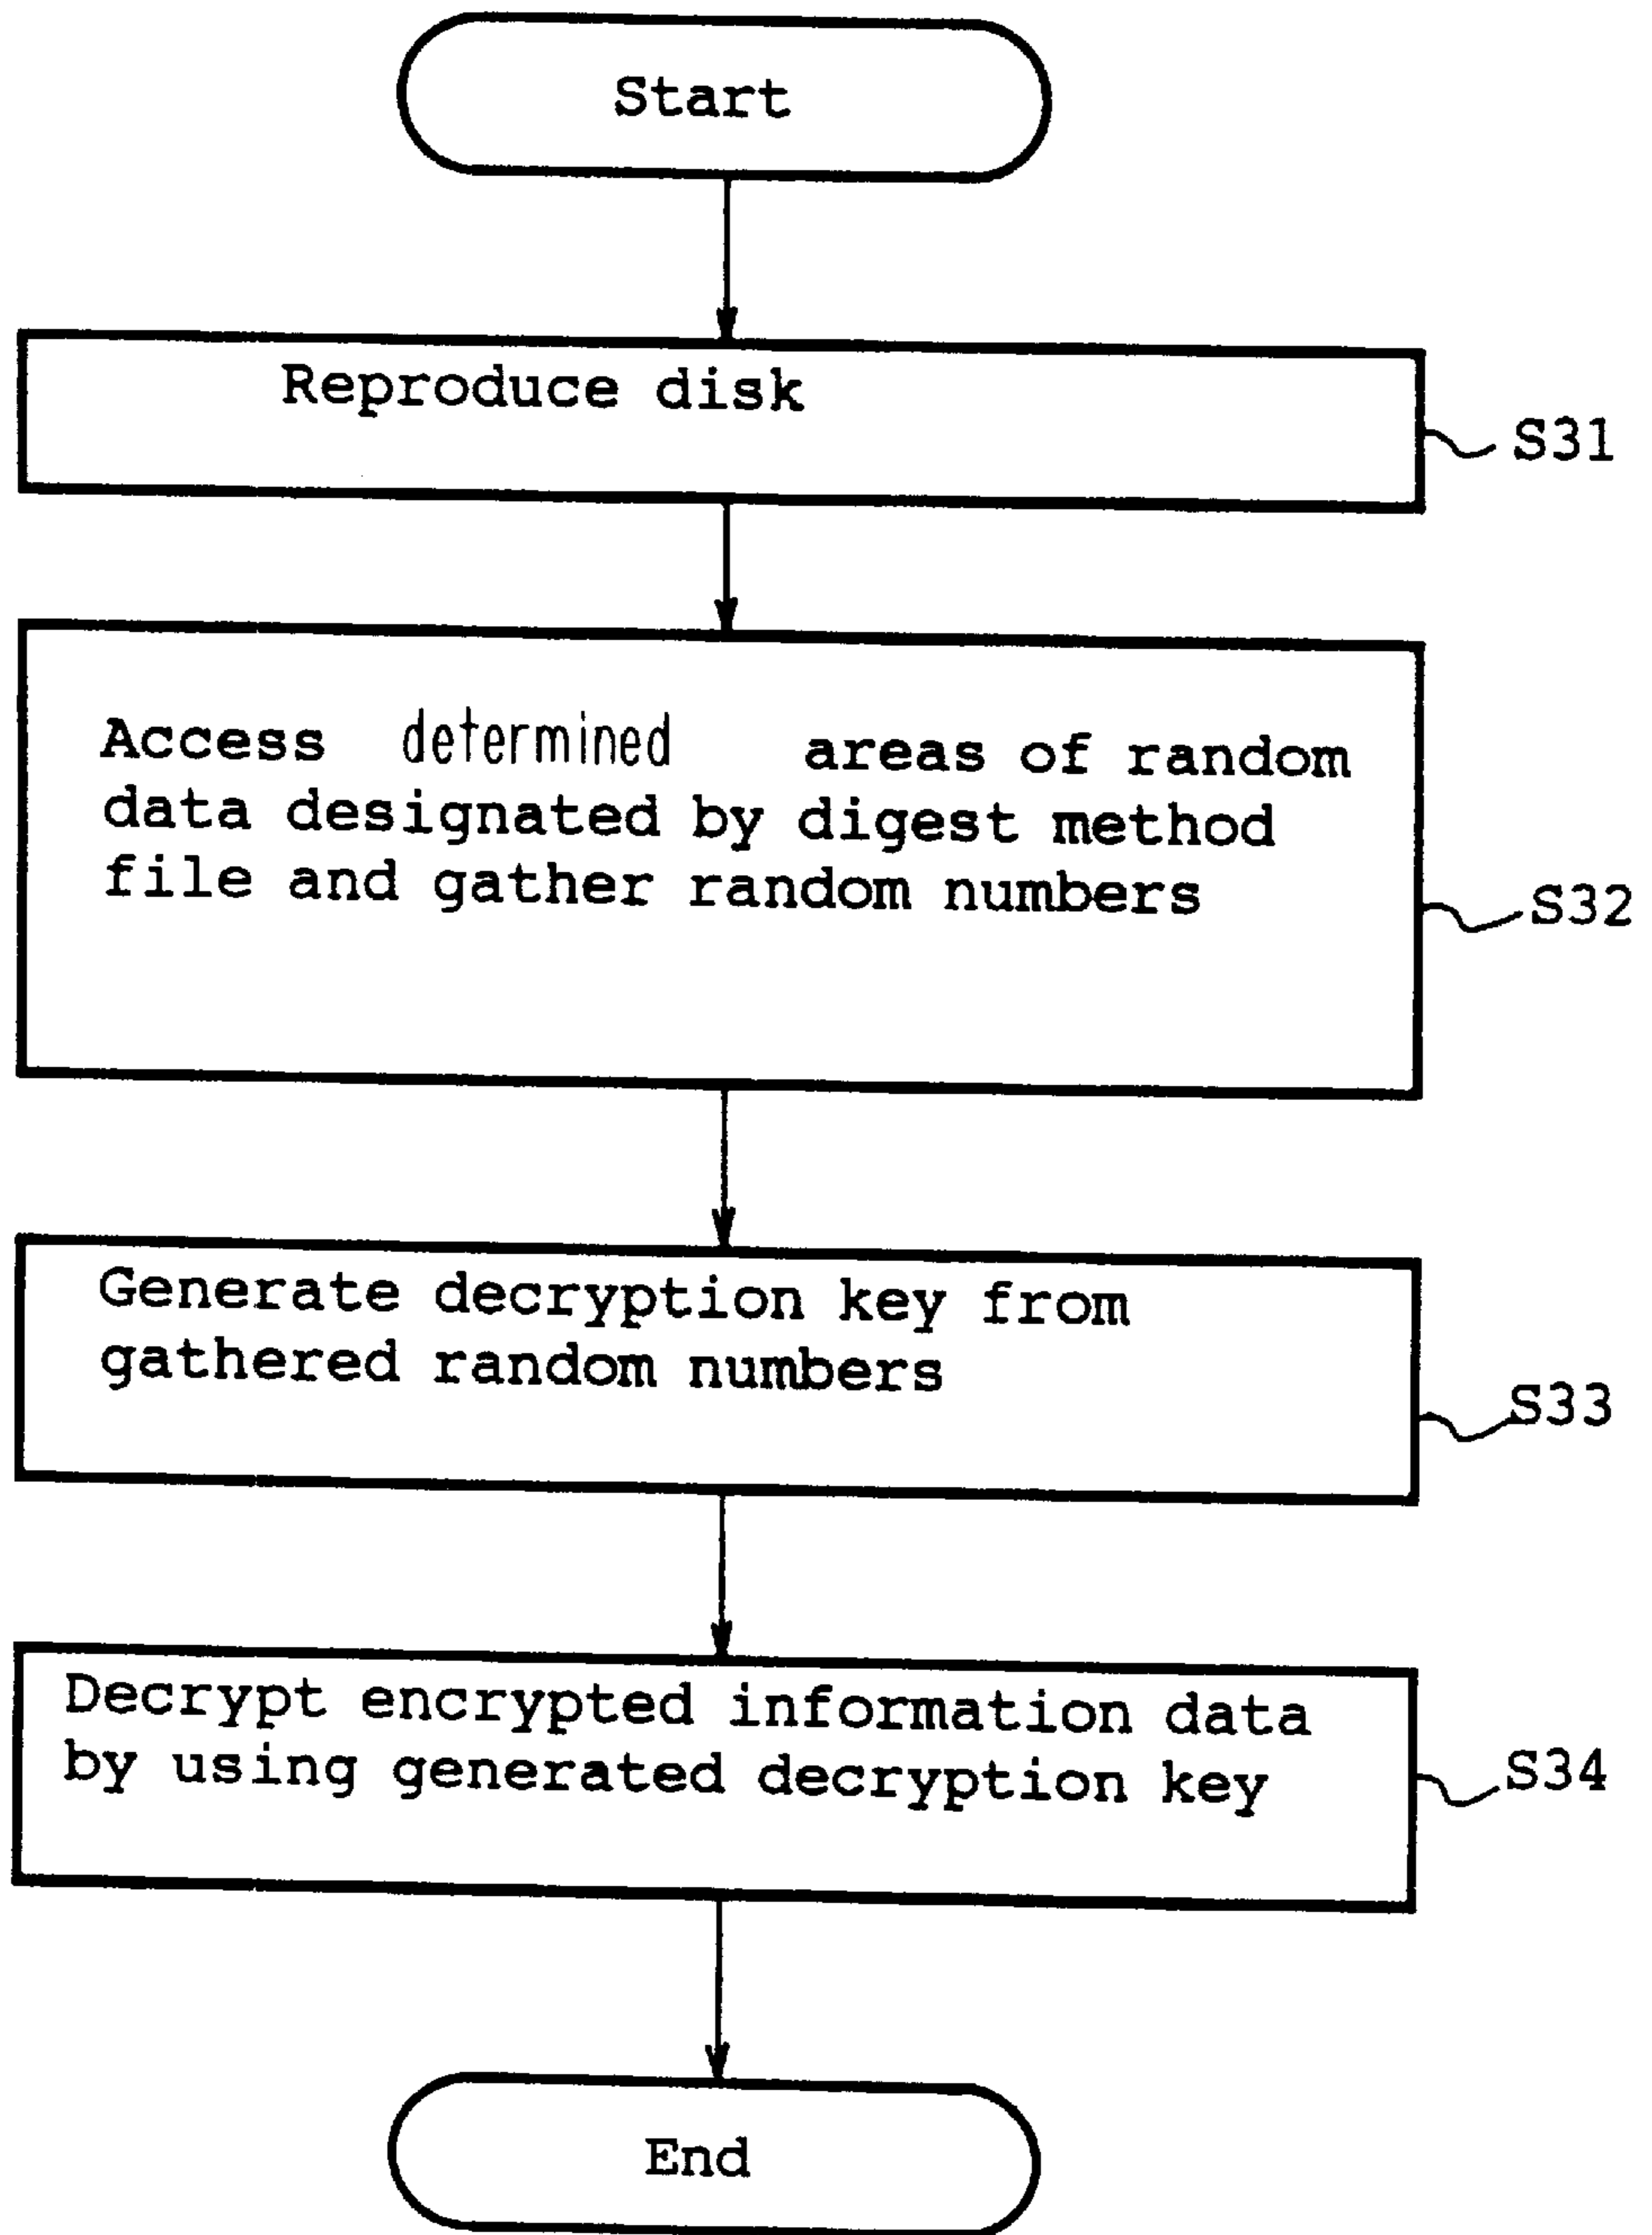 Start
Reproduce disk
S31
Access determined areas of random
data designated by digest method
file and gather random numbers
S32
Generate decryption key from
gathered random numbers
S33
Decrypt encrypted information data
by using generated decryption key
S34
End